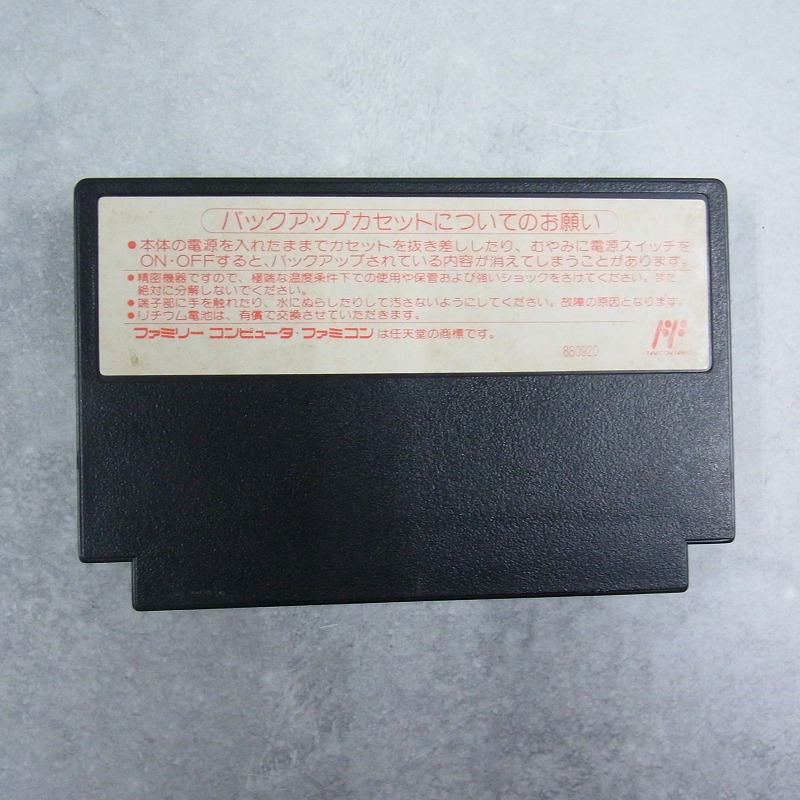 バックアップカセットについてのお願い
●本体の電源を入れたままでカセットを抜き差ししたり、むやみに電源スイッチを
ON・OFFすると、バックアップされている内容が消えてしまうことがあります。
●精密機器ですので、極端な温度条件下での使用や保管および強いショックをさけてください。また
絶対に分解しないでください。
●端子部に手を触れたり、水にぬらしたりして汚さないようにしてください。故障の原因となります。
●リチウム電池は、有償で交換させていただきます。
ファミリーコンピュータ・ファミコンは任天堂の商標です。
880920